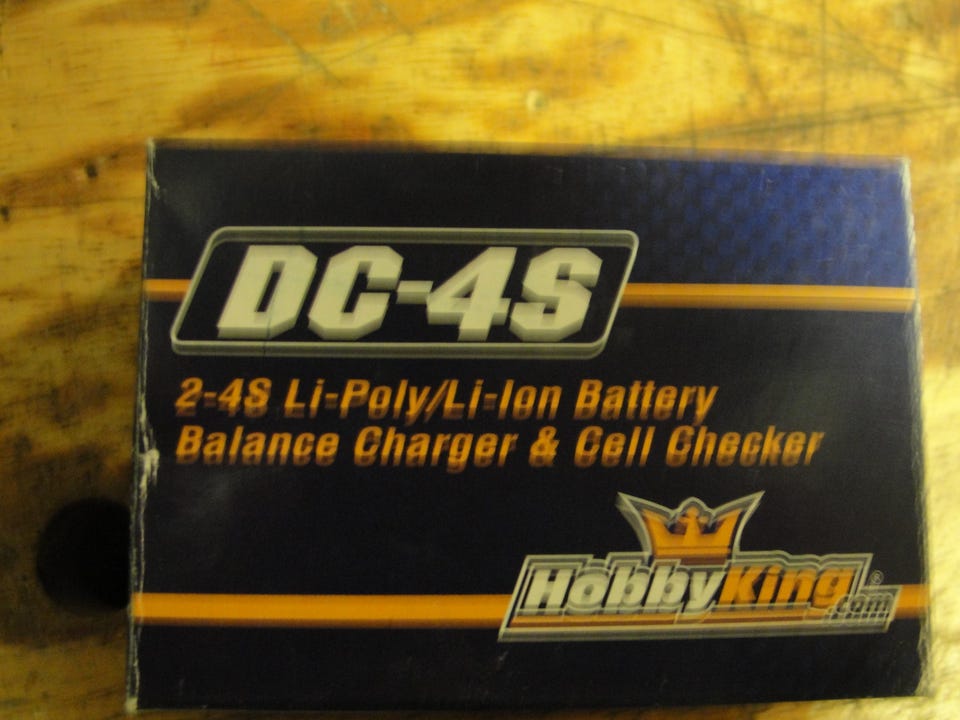 DC-4S
2-4S Li-Poly/Li-Ion Battery
Balance Charger & Cell Checker
HobbyKing.com®